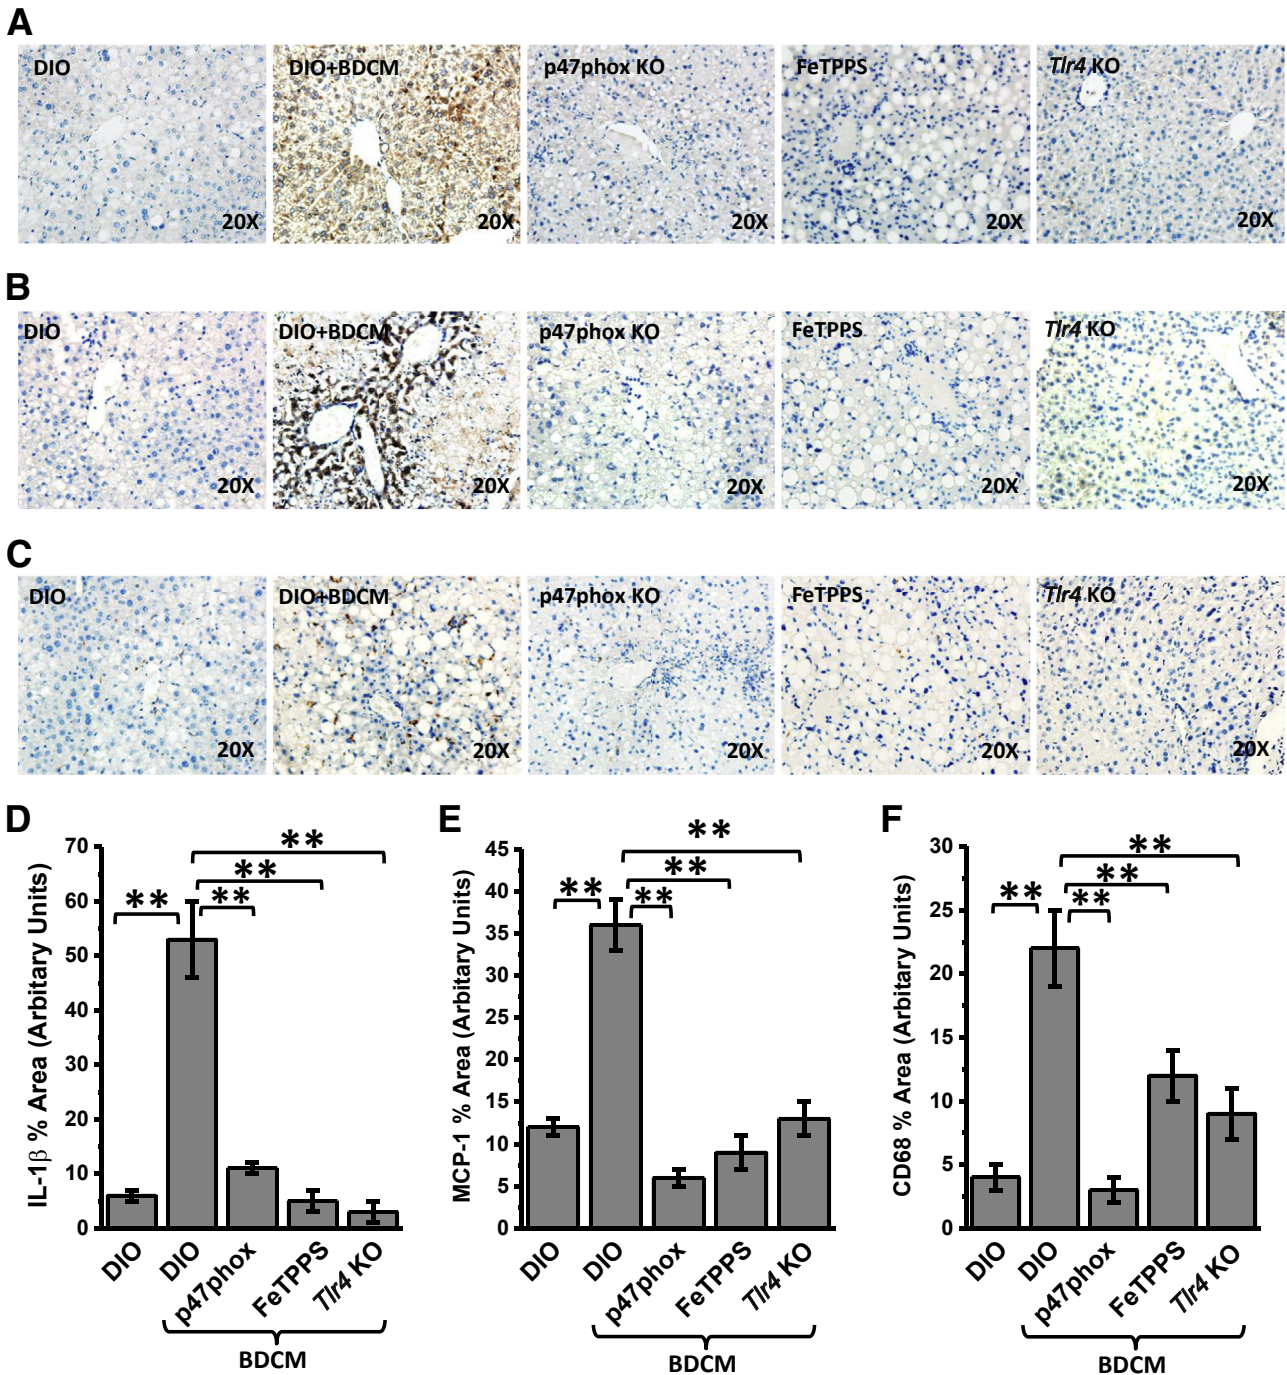 A
DIO
DIO+BDCM
p47phox KO
FeTPPS
Tlr4 KO
20X
20X
20X
20X
20X
B
DIO
DIO+BDCM
p47phox KO
FeTPPS
Tlr4 KO
20X
20X
20X
20X
20X
C
DIO
DIO+BDCM
p47phox KO
FeTPPS
Tlr4 KO
20X
20X
20X
20X
20X
D
IL-1β % Area (Arbitary Units)
70
60
50
40
30
20
10
0
**
**
**
**
DIO
DIO
p47phox
FeTPPS
Tlr4 KO
BDCM
E
MCP-1 % Area (Arbitary Units)
45
40
35
30
25
20
15
10
5
0
**
**
**
**
DIO
DIO
p47phox
FeTPPS
Tlr4 KO
BDCM
F
CD68 % Area (Arbitary Units)
30
25
20
15
10
5
0
**
**
**
**
DIO
DIO
p47phox
FeTPPS
Tlr4 KO
BDCM